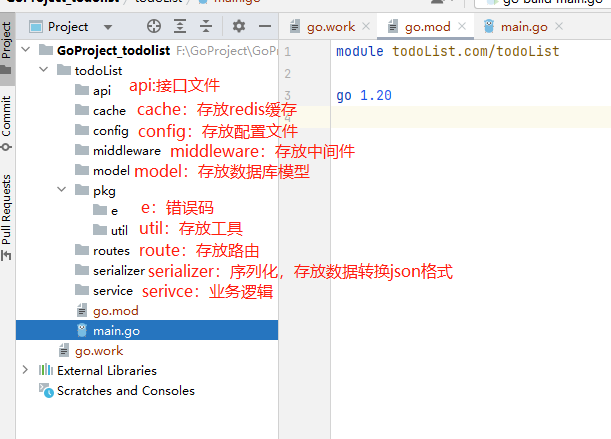 GoProject_todolist
todoList
main.go
go build main.go
Project
go.work
go.mod
main.go
GoProject_todolist F:\GoProject\GoProj
todoList
api api:接口文件
cache cache：存放redis缓存
config config：存放配置文件
middleware middleware：存放中间件
model model：存放数据库模型
pkg
e e：错误码
util util：存放工具
routes route：存放路由
serializer serializer：序列化，存放数据转换json格式
service serivce：业务逻辑
go.mod
main.go
go.work
External Libraries
Scratches and Consoles
1 module todoList.com/todoList
2
3 go 1.20
4
Project
Commit
Pull Requests